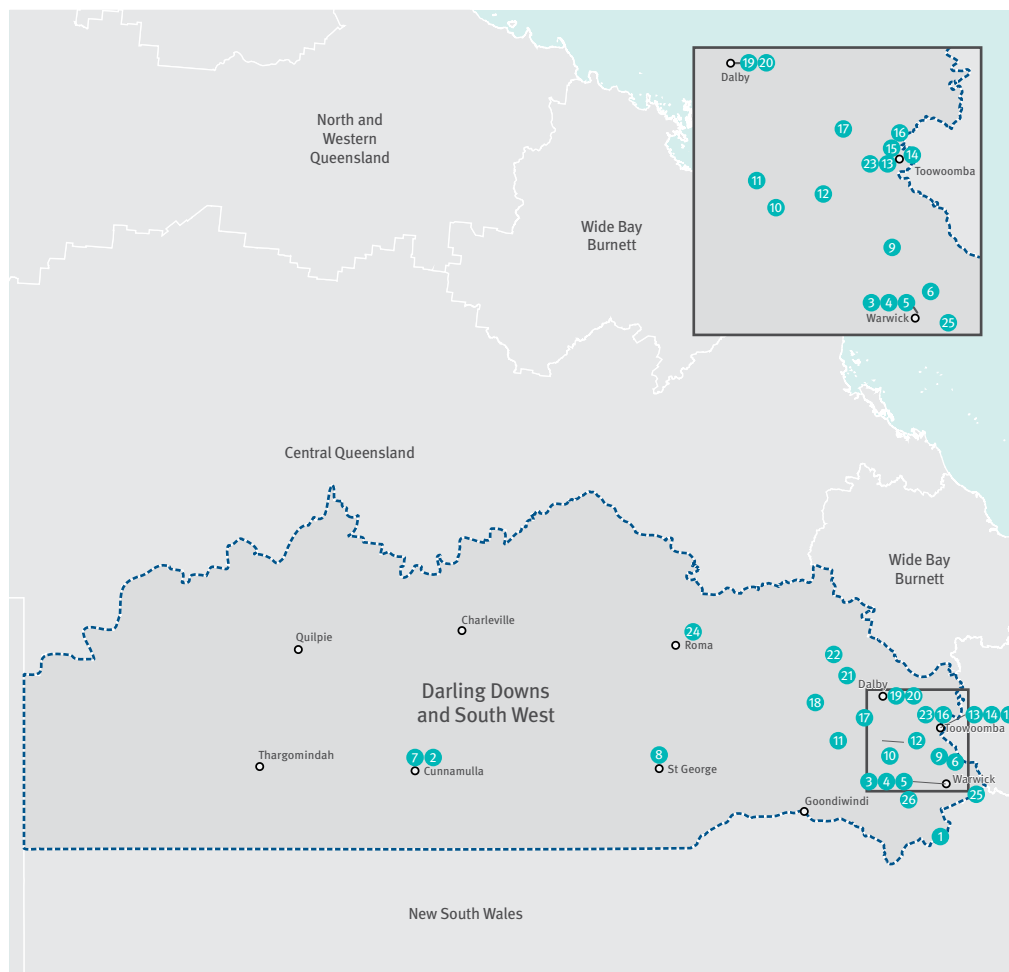 19 20
Dalby
North and
Western
Queensland
17
16
15
14
23 13
Toowoomba
11
12
10
Wide Bay
Burnett
9
6
3 4 5
Warwick
25
Central Queensland
Wide Bay
Burnett
Charleville
24
Quilpie
Roma
22
21
Dalby
Darling Downs
and South West
19 20
18
17
23 16
13 14
Toowoomba
11
12
Thargomindah
7 2
8
10
9
6
Cunnamulla
St George
3 4 5
Warwick
25
Goondiwindi
26
1
New South Wales